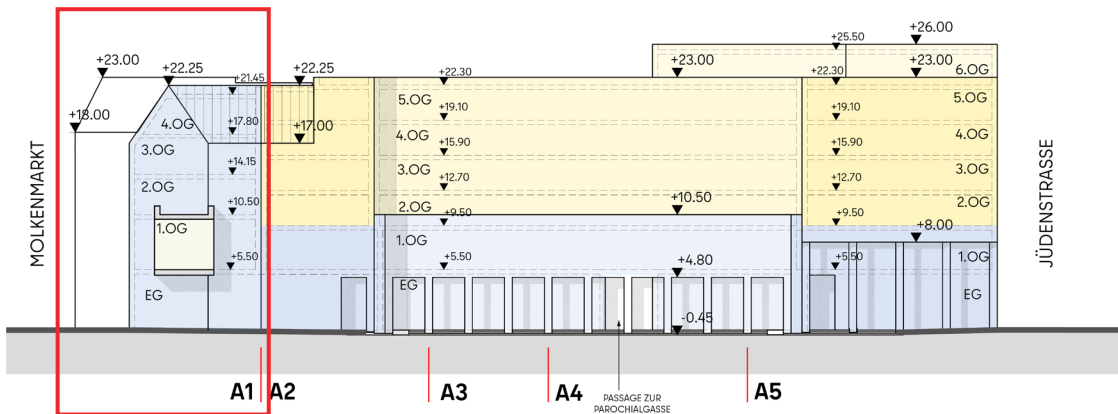 +26.00
+25.50
+23.00
+22.25
+21.45
+22.25
+22.30
+23.00
+22.30
+23.00
6.OG
5.OG
5.OG
+18.00
4.OG
+17.80
+17.00
+19.10
+19.10
4.OG
4.OG
3.OG
+15.90
+15.90
+14.15
3.OG
3.OG
2.OG
+12.70
+12.70
+10.50
2.OG
+9.50
+10.50
+9.50
2.OG
1.OG
1.OG
+8.00
+5.50
+5.50
+4.80
+5.50
1.OG
EG
EG
EG
-0.45
MOLKENMARKT
JÜDENSTRASSE
A1
A2
A3
A4
A5
PASSAGE ZUR
PAROCHIALGASSE